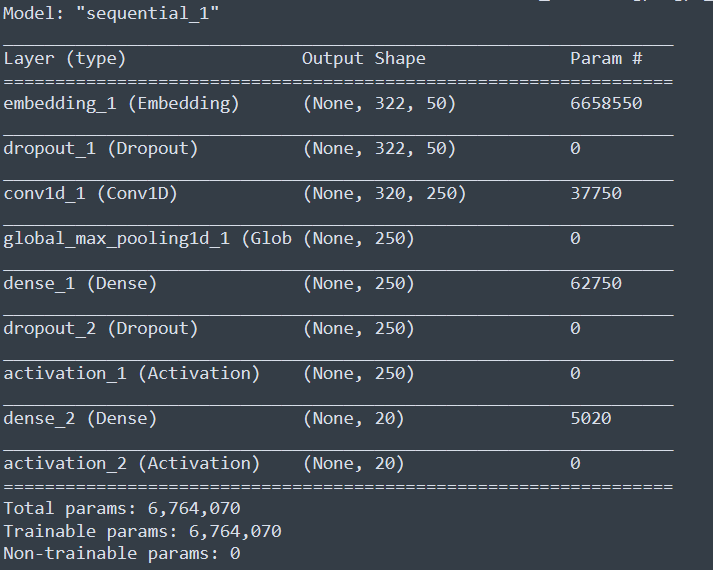 Model: "sequential_1"
_________________________________________________________________
Layer (type)                 Output Shape              Param #
=================================================================
embedding_1 (Embedding)      (None, 322, 50)           6658550
_________________________________________________________________
dropout_1 (Dropout)          (None, 322, 50)           0
_________________________________________________________________
conv1d_1 (Conv1D)            (None, 320, 250)          37750
_________________________________________________________________
global_max_pooling1d_1 (Glob (None, 250)               0
_________________________________________________________________
dense_1 (Dense)              (None, 250)               62750
_________________________________________________________________
dropout_2 (Dropout)          (None, 250)               0
_________________________________________________________________
activation_1 (Activation)    (None, 250)               0
_________________________________________________________________
dense_2 (Dense)              (None, 20)                5020
_________________________________________________________________
activation_2 (Activation)    (None, 20)                0
=================================================================
Total params: 6,764,070
Trainable params: 6,764,070
Non-trainable params: 0